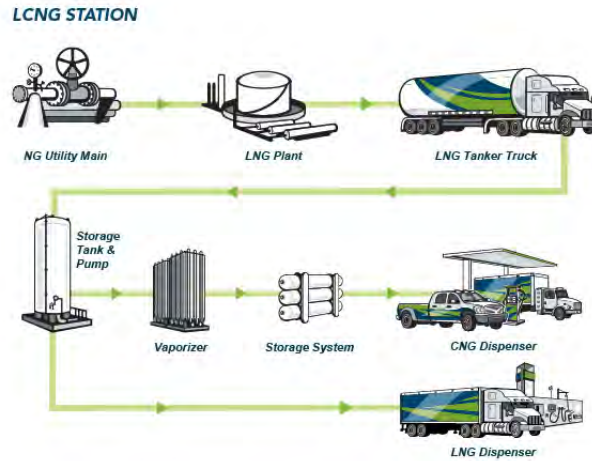 LCNG STATION
NG Utility Main
LNG Plant
LNG Tanker Truck
Storage
Tank &
Pump
Vaporizer
Storage System
CNG Dispenser
LNG Dispenser